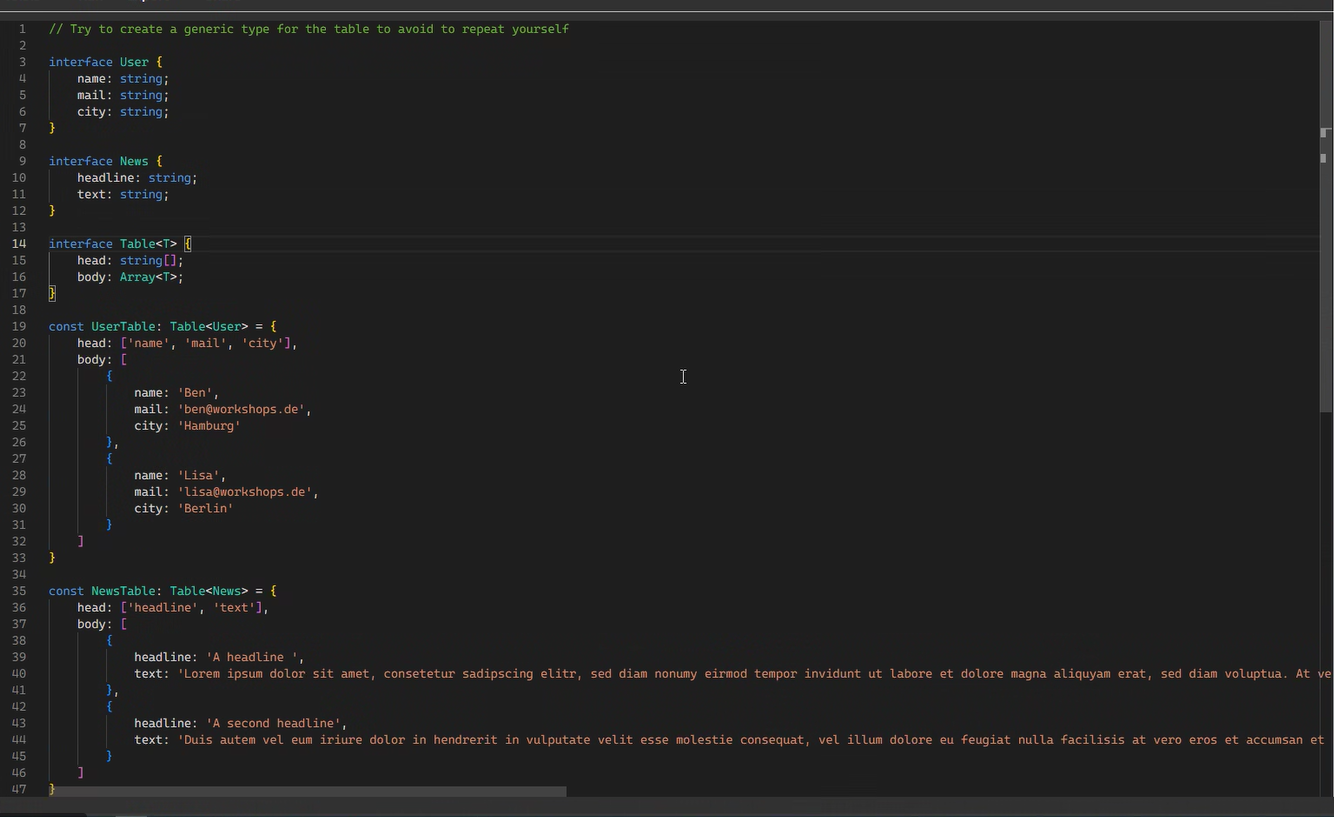 1 // Try to create a generic type for the table to avoid to repeat yourself
2
3 interface User {
4     name: string;
5     mail: string;
6     city: string;
7 }
8
9 interface News {
10     headline: string;
11     text: string;
12 }
13
14 interface Table<T> {
15     head: string[];
16     body: Array<T>;
17 }
18
19 const UserTable: Table<User> = {
20     head: ['name', 'mail', 'city'],
21     body: [
22         {
23             name: 'Ben',
24             mail: 'ben@workshops.de',
25             city: 'Hamburg'
26         },
27         {
28             name: 'Lisa',
29             mail: 'lisa@workshops.de',
30             city: 'Berlin'
31         }
32     ]
33 }
34
35 const NewsTable: Table<News> = {
36     head: ['headline', 'text'],
37     body: [
38         {
39             headline: 'A headline ',
40             text: 'Lorem ipsum dolor sit amet, consetetur sadipscing elitr, sed diam nonumy eirmod tempor invidunt ut labore et dolore magna aliquyam erat, sed diam voluptua. At ve
41         },
42         {
43             headline: 'A second headline',
44             text: 'Duis autem vel eum iriure dolor in hendrerit in vulputate velit esse molestie consequat, vel illum dolore eu feugiat nulla facilisis at vero eros et accumsan et
45         }
46     ]
47 }